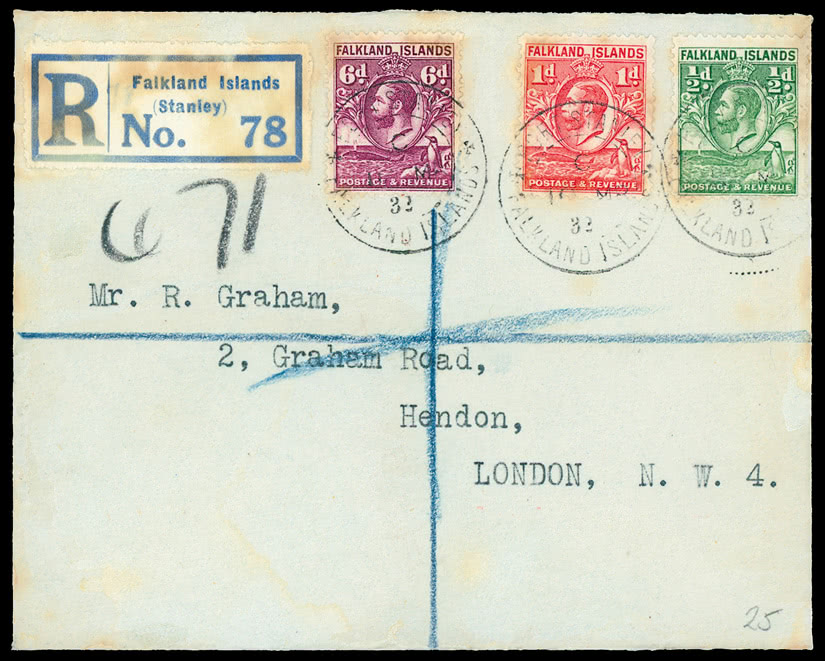 R
Falkland Islands
(Stanley)
No. 78
FALKLAND ISLANDS
6d 6d
POSTAGE & REVENUE
FALKLAND ISLANDS
1d 1d
POSTAGE & REVENUE
FALKLAND ISLANDS
½d. ½d.
POSTAGE & REVENUE
C
32
FALKLAND ISLANDS
C
32
FALKLAND ISLAND
C
32
Mr. R. Graham,
2, Graham Road,
Hendon,
LONDON, N. W. 4.
25